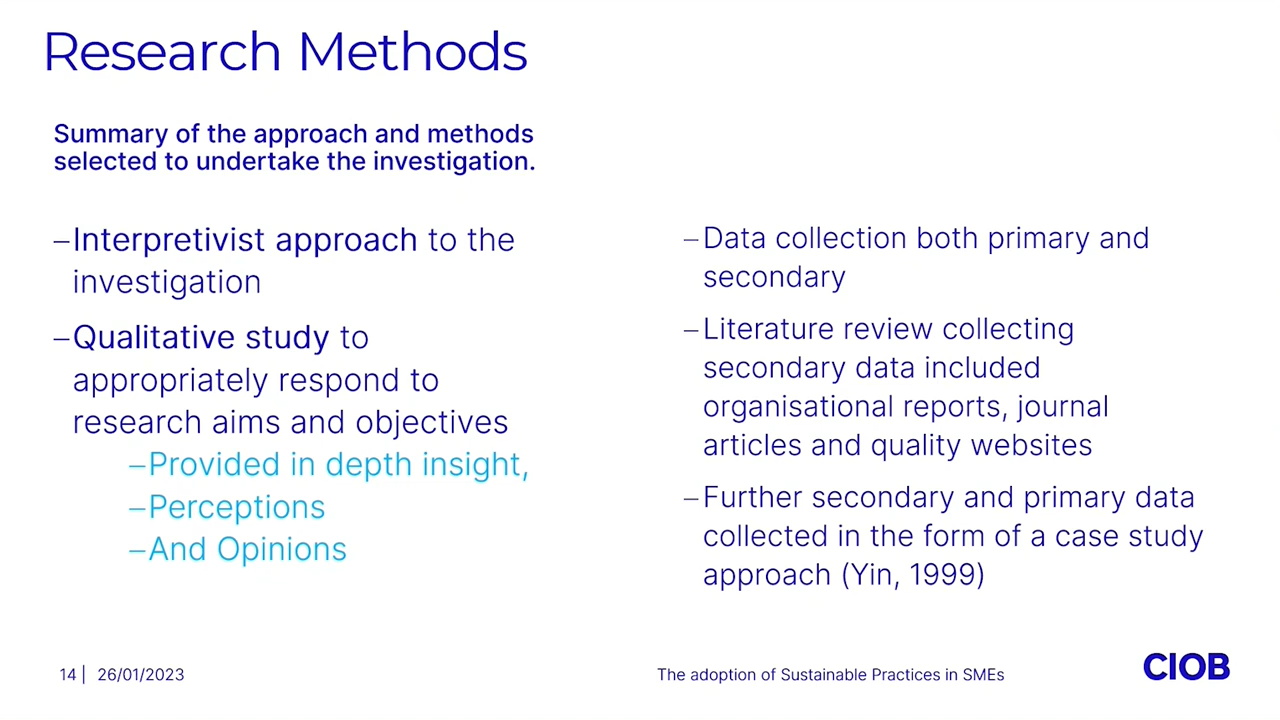 Research Methods
Summary of the approach and methods
selected to undertake the investigation.
–Interpretivist approach to the
investigation
–Qualitative study to
appropriately respond to
research aims and objectives
–Provided in depth insight,
–Perceptions
–And Opinions
–Data collection both primary and
secondary
–Literature review collecting
secondary data included
organisational reports, journal
articles and quality websites
–Further secondary and primary data
collected in the form of a case study
approach (Yin, 1999)
14 | 26/01/2023
The adoption of Sustainable Practices in SMEs
CIOB